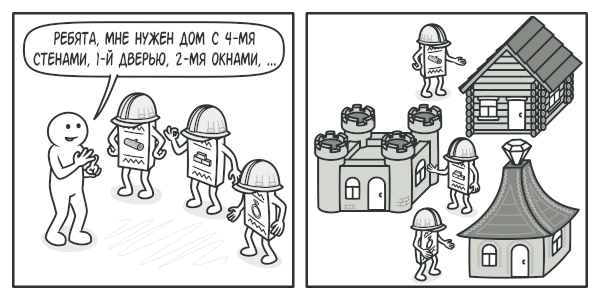 РЕБЯТА, МНЕ НУЖЕН ДОМ С 4-МЯ
СТЕНАМИ, 1-Й ДВЕРЬЮ, 2-МЯ ОКНАМИ, ...